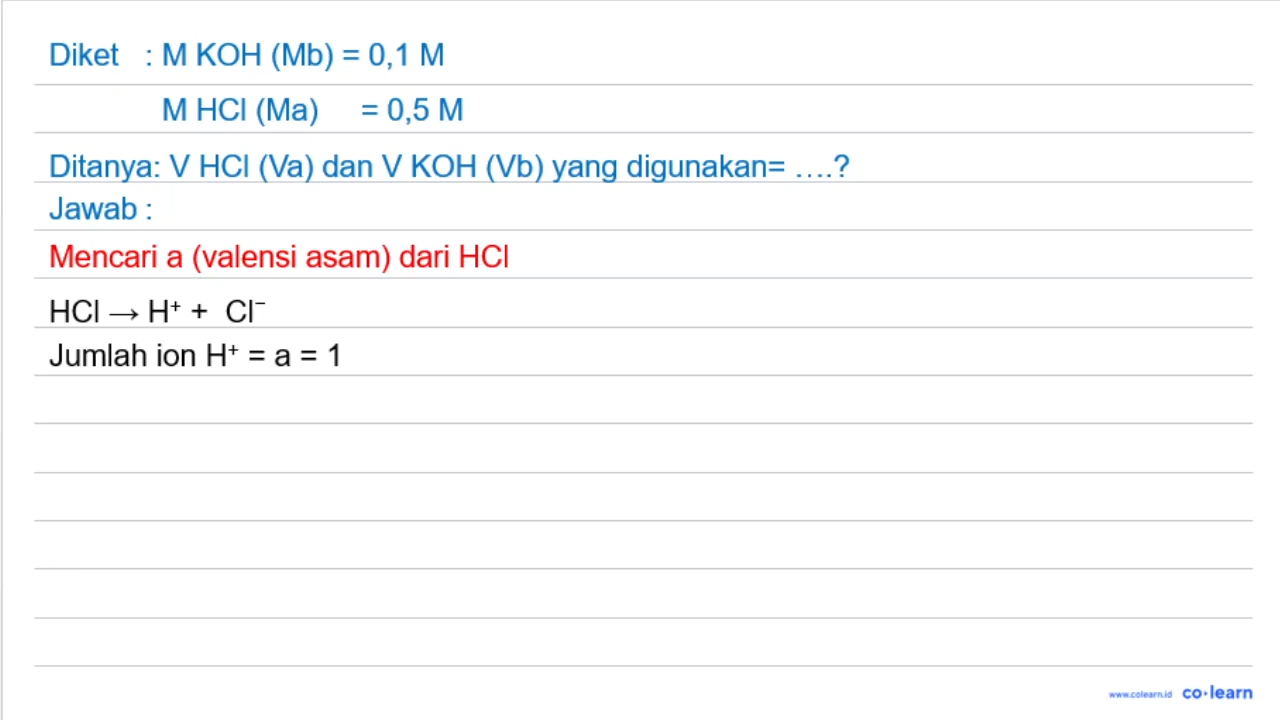 Diket : M KOH (Mb) = 0,1 M
M HCl (Ma) = 0,5 M
Ditanya: V HCl (Va) dan V KOH (Vb) yang digunakan= ….?
Jawab :
Mencari a (valensi asam) dari HCl
HCl → H⁺ + Cl⁻
Jumlah ion H⁺ = a = 1
www.colearn.id co·learn